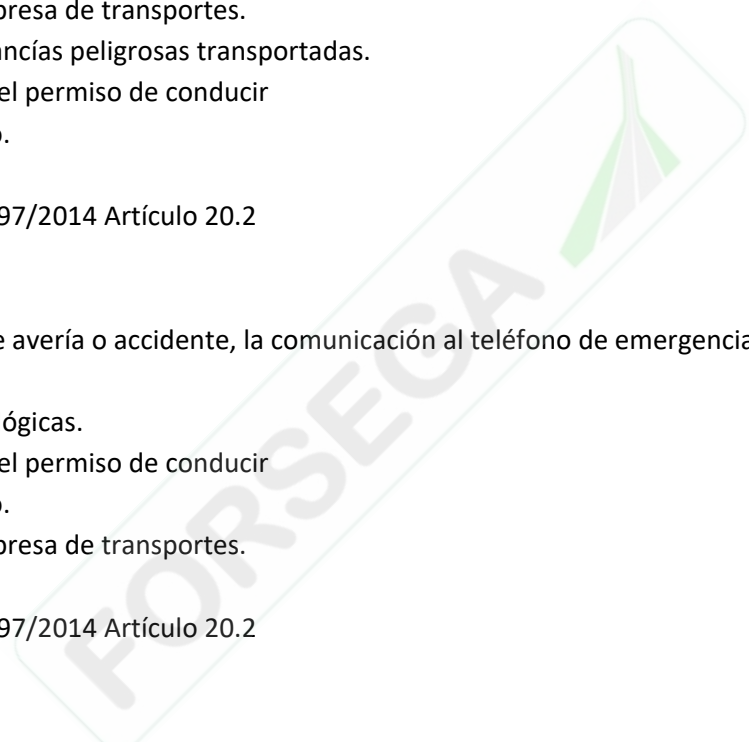 presa de transportes.
ancías peligrosas transportadas.
el permiso de conducir
o.
97/2014 Artículo 20.2
e avería o accidente, la comunicación al teléfono de emergencia
ógicas.
el permiso de conducir
o.
presa de transportes.
97/2014 Artículo 20.2
FORSEGA